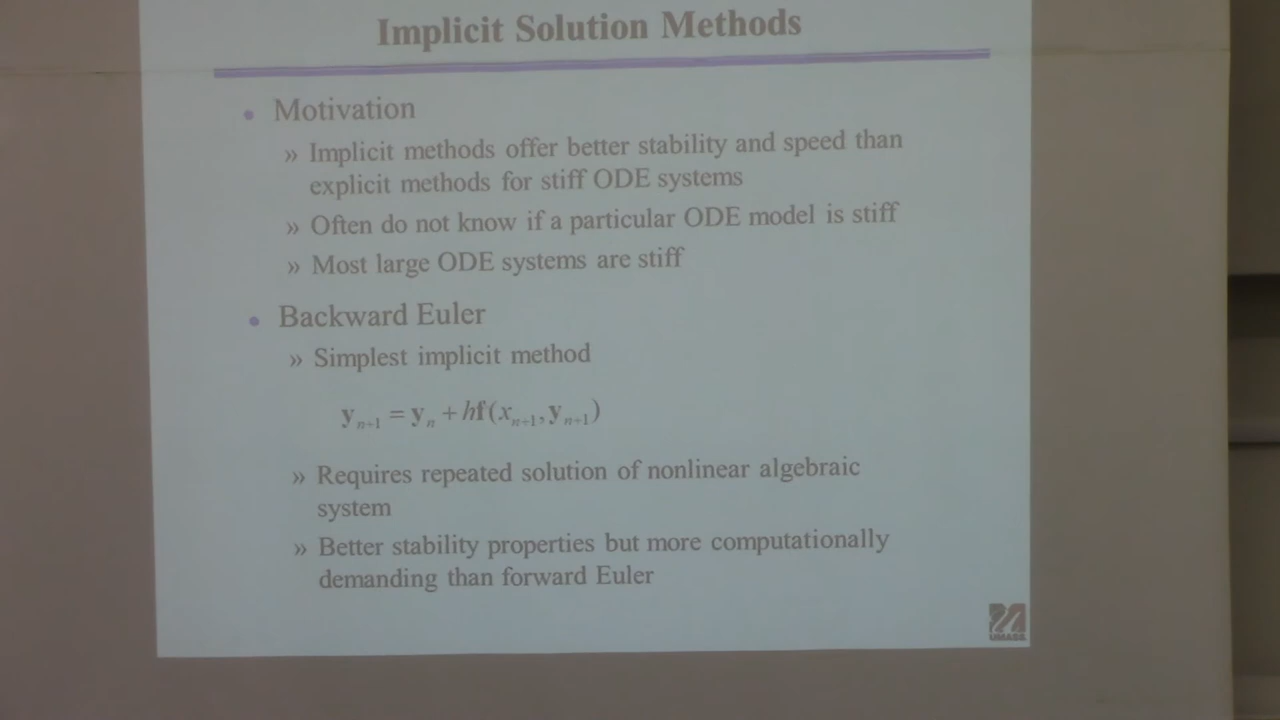 Implicit Solution Methods
• Motivation
» Implicit methods offer better stability and speed than
explicit methods for stiff ODE systems
» Often do not know if a particular ODE model is stiff
» Most large ODE systems are stiff
• Backward Euler
» Simplest implicit method
yₙ₊₁ = yₙ + hf(xₙ₊₁, yₙ₊₁)
» Requires repeated solution of nonlinear algebraic
system
» Better stability properties but more computationally
demanding than forward Euler
UMASS